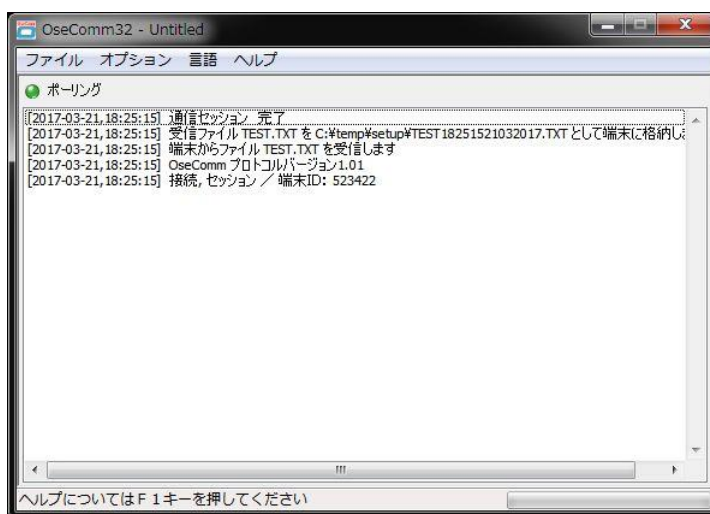 OseComm32 - Untitled
ファイル オプション 言語 ヘルプ
ポーリング
[2017-03-21,18:25:15] 通信セッション 完了
[2017-03-21,18:25:15] 受信ファイル TEST.TXT を C:¥temp¥setup¥TEST18251521032017.TXT として端末に格納しま
[2017-03-21,18:25:15] 端末からファイル TEST.TXT を受信します
[2017-03-21,18:25:15] OseComm プロトコルバージョン1.01
[2017-03-21,18:25:15] 接続, セッション ／ 端末ID: 523422
ヘルプについてはＦ１キーを押してください